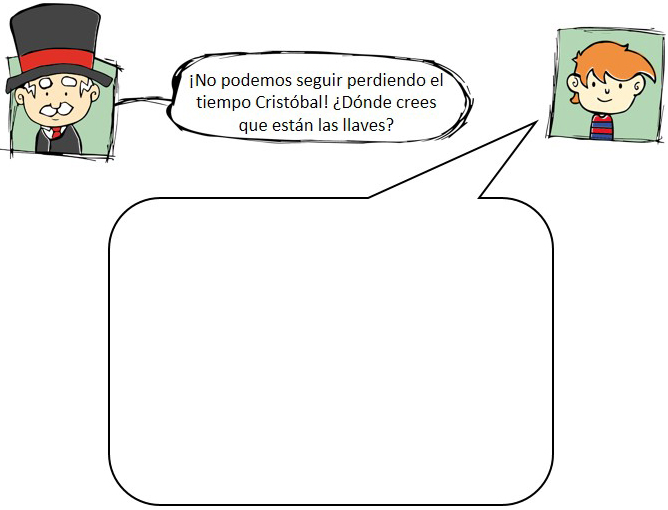 ¡No podemos seguir perdiendo el
tiempo Cristóbal! ¿Dónde crees
que están las llaves?